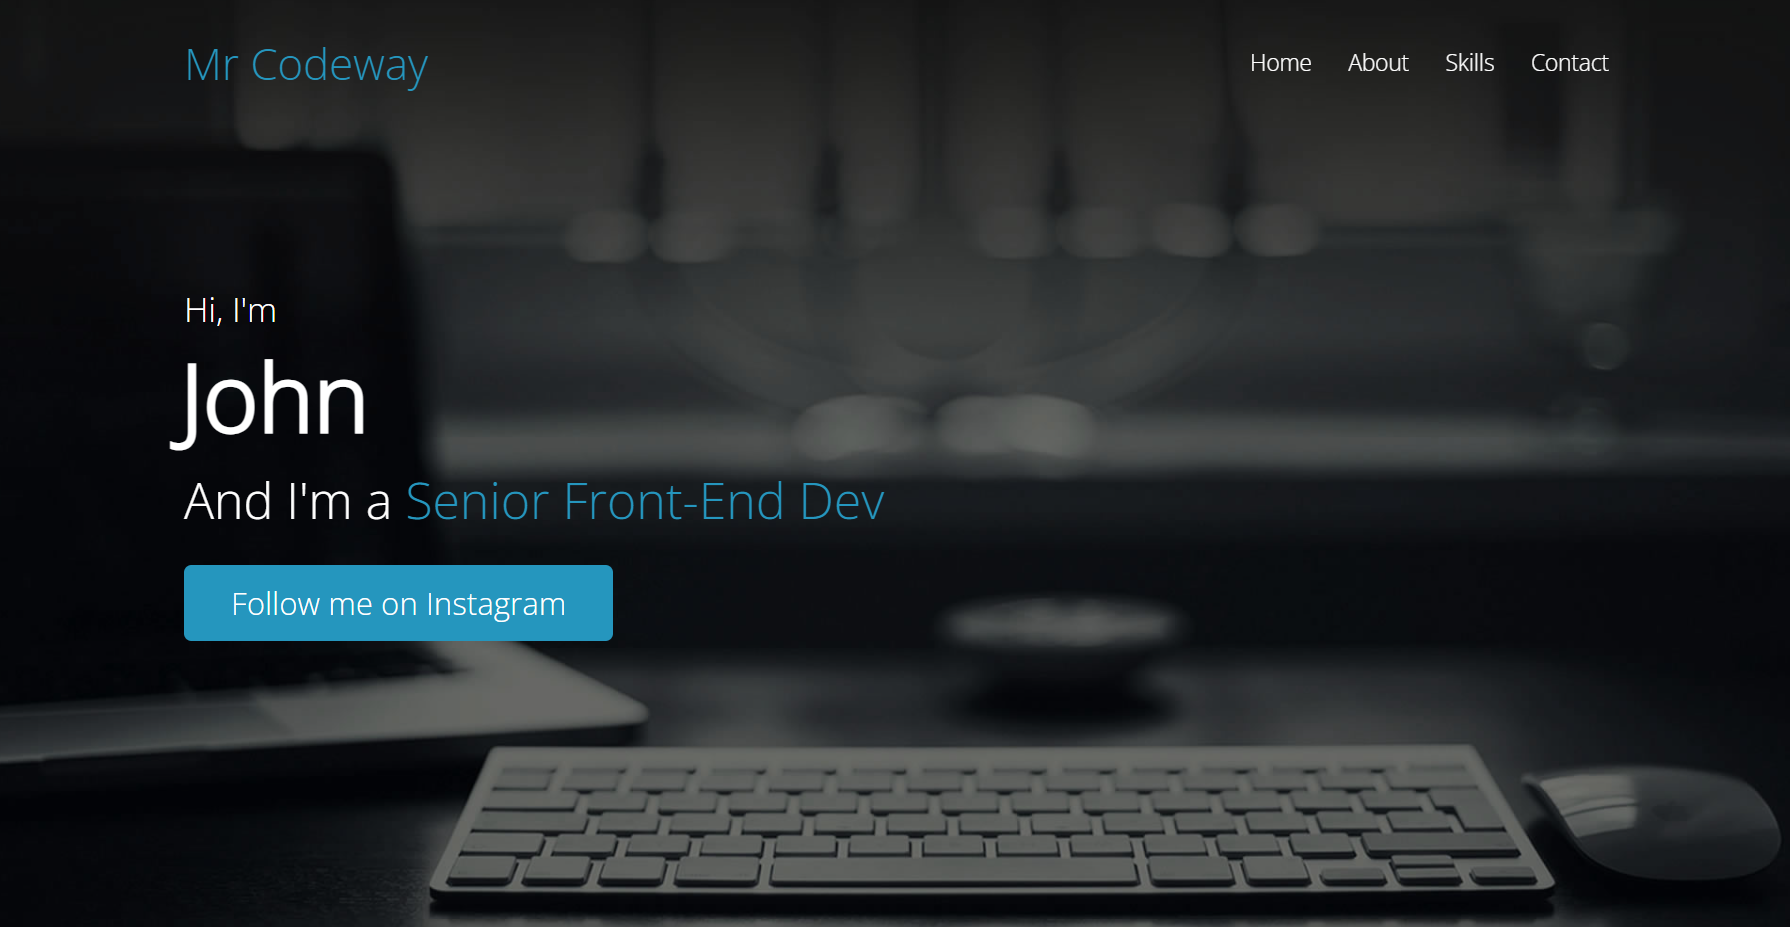 Mr Codeway
Home About Skills Contact
Hi, I'm
John
And I'm a Senior Front-End Dev
Follow me on Instagram